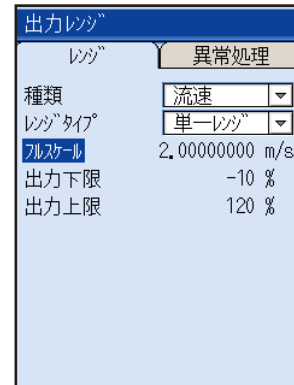 出力ﾚﾝｼﾞ
ﾚﾝｼﾞ 異常処理
種類 流速
ﾚﾝｼﾞﾀｲﾌﾟ 単一ﾚﾝｼﾞ
ﾌﾙｽｹｰﾙ 2.00000000 m/s
出力下限 -10 %
出力上限 120 %